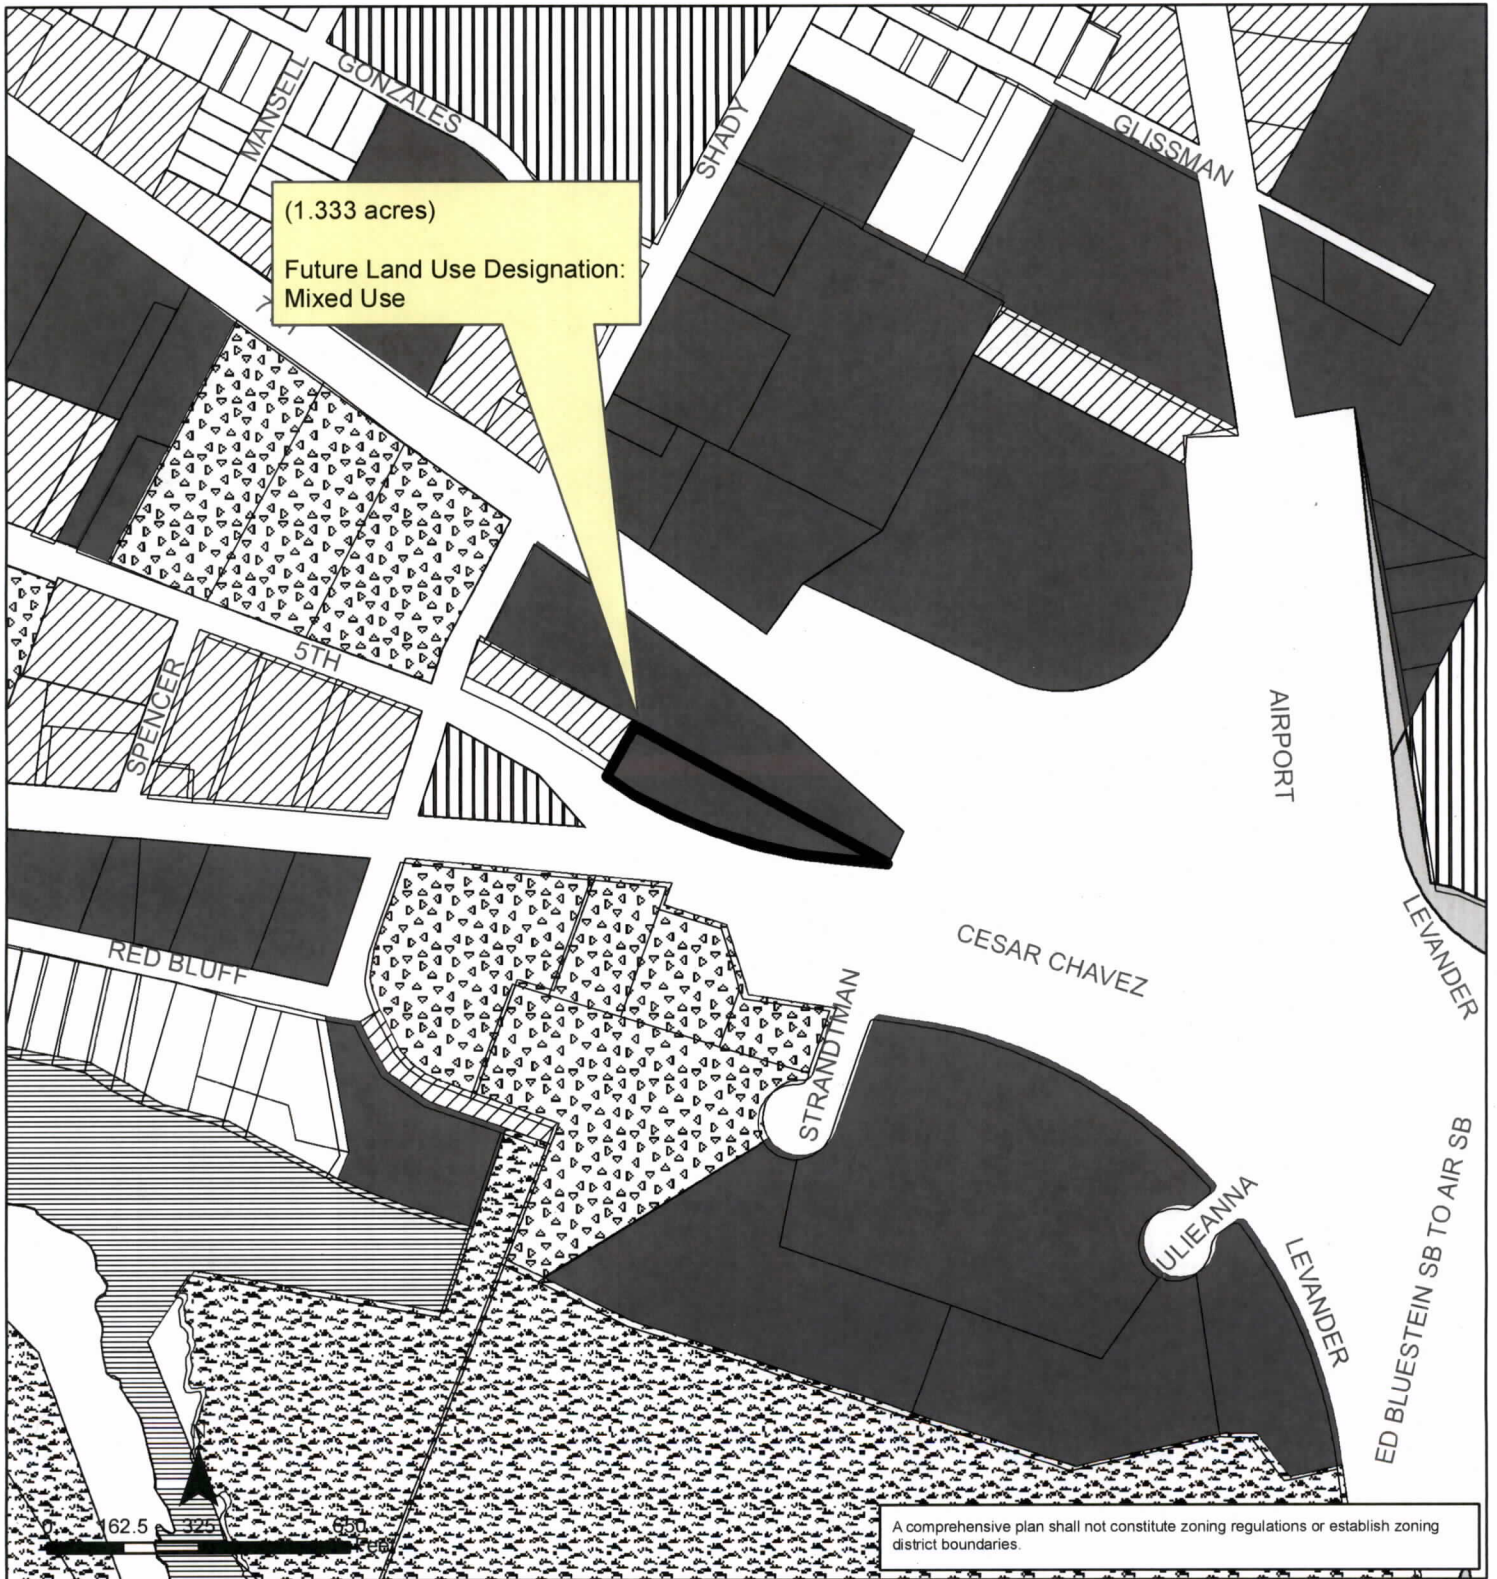 GONZALES
MANSELL
SHADY
GLISSMAN
(1.333 acres)
Future Land Use Designation:
Mixed Use
5TH
SPENCER
AIRPORT
RED BLUFF
CESAR CHAVEZ
LEVANDER
STRANDTMAN
ULIEANNA
LEVANDER
ED BLUESTEIN SB TO AIR SB
0 162.5 325 650
Feet
A comprehensive plan shall not constitute zoning regulations or establish zoning
district boundaries.